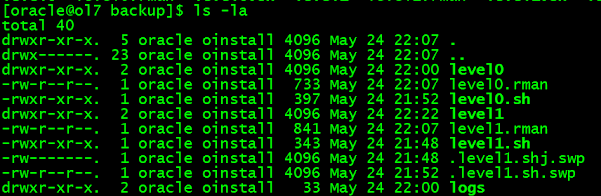 [oracle@ol7 backup]$ ls -la
total 40
drwxr-xr-x. 5 oracle oinstall 4096 May 24 22:07 .
drwx------. 23 oracle oinstall 4096 May 24 22:07 ..
drwxr-xr-x. 2 oracle oinstall 4096 May 24 22:00 level0
-rw-r--r--. 1 oracle oinstall 733 May 24 22:07 level0.rman
-rwxr-xr-x. 1 oracle oinstall 397 May 24 21:52 level0.sh
drwxr-xr-x. 2 oracle oinstall 4096 May 24 22:22 level1
-rw-r--r--. 1 oracle oinstall 841 May 24 22:07 level1.rman
-rwxr-xr-x. 1 oracle oinstall 343 May 24 21:48 level1.sh
-rw-------. 1 oracle oinstall 4096 May 24 21:48 .level1.shj.swp
-rw-r--r--. 1 oracle oinstall 4096 May 24 21:52 .level1.sh.swp
drwxr-xr-x. 2 oracle oinstall 33 May 24 22:00 logs